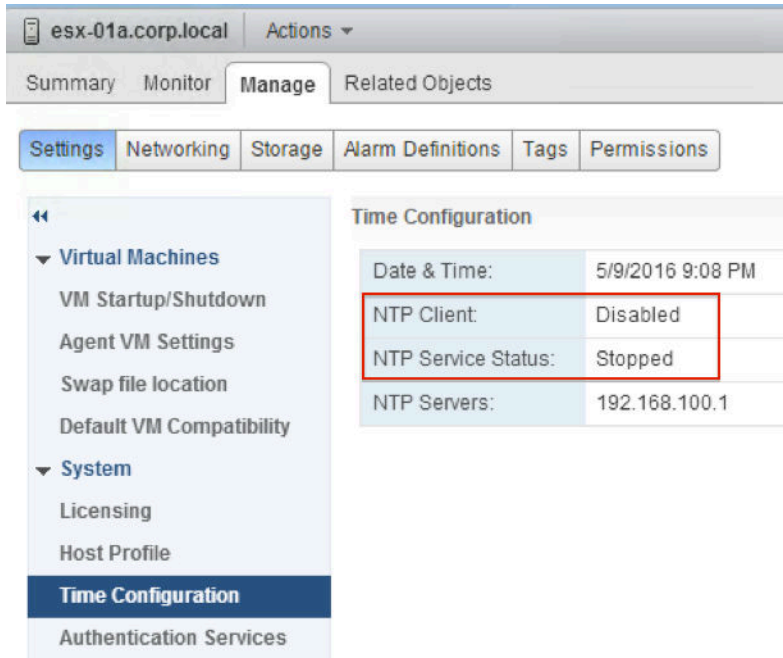 esx-01a.corp.local Actions
Summary Monitor Manage Related Objects
Settings Networking Storage Alarm Definitions Tags Permissions
Time Configuration
Virtual Machines
Date & Time: 5/9/2016 9:08 PM
VM Startup/Shutdown
NTP Client: Disabled
Agent VM Settings
NTP Service Status: Stopped
Swap file location
NTP Servers: 192.168.100.1
Default VM Compatibility
System
Licensing
Host Profile
Time Configuration
Authentication Services